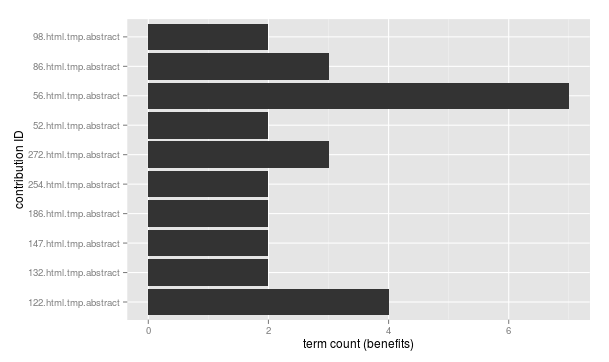 98.html.tmp.abstract
86.html.tmp.abstract
56.html.tmp.abstract
52.html.tmp.abstract
272.html.tmp.abstract
254.html.tmp.abstract
186.html.tmp.abstract
147.html.tmp.abstract
132.html.tmp.abstract
122.html.tmp.abstract
contribution ID
0 2 4 6
term count (benefits)